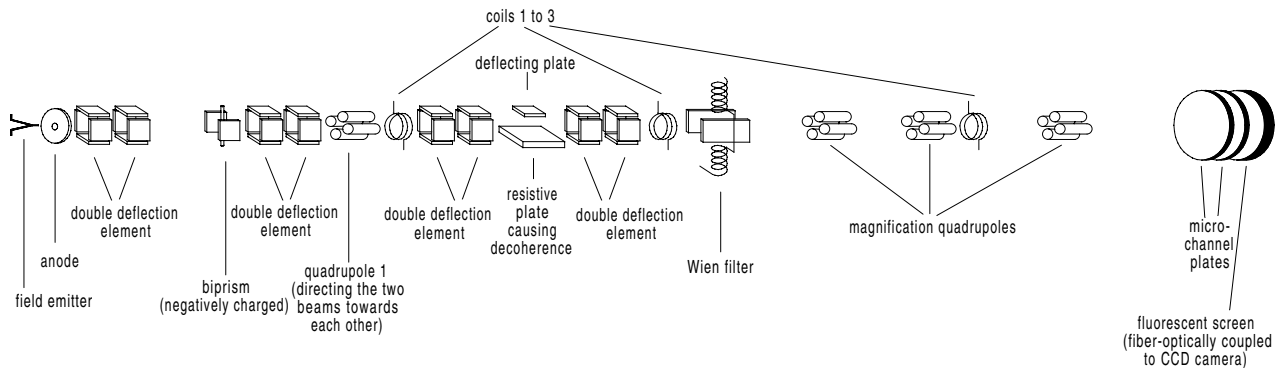 coils 1 to 3
deflecting plate
double deflection
element
anode
field emitter
biprism
(negatively charged)
double deflection
element
quadrupole 1
(directing the two
beams towards
each other)
double deflection
element
resistive
plate
causing
decoherence
double deflection
element
Wien filter
magnification quadrupoles
micro-
channel
plates
fluorescent screen
(fiber-optically coupled
to CCD camera)